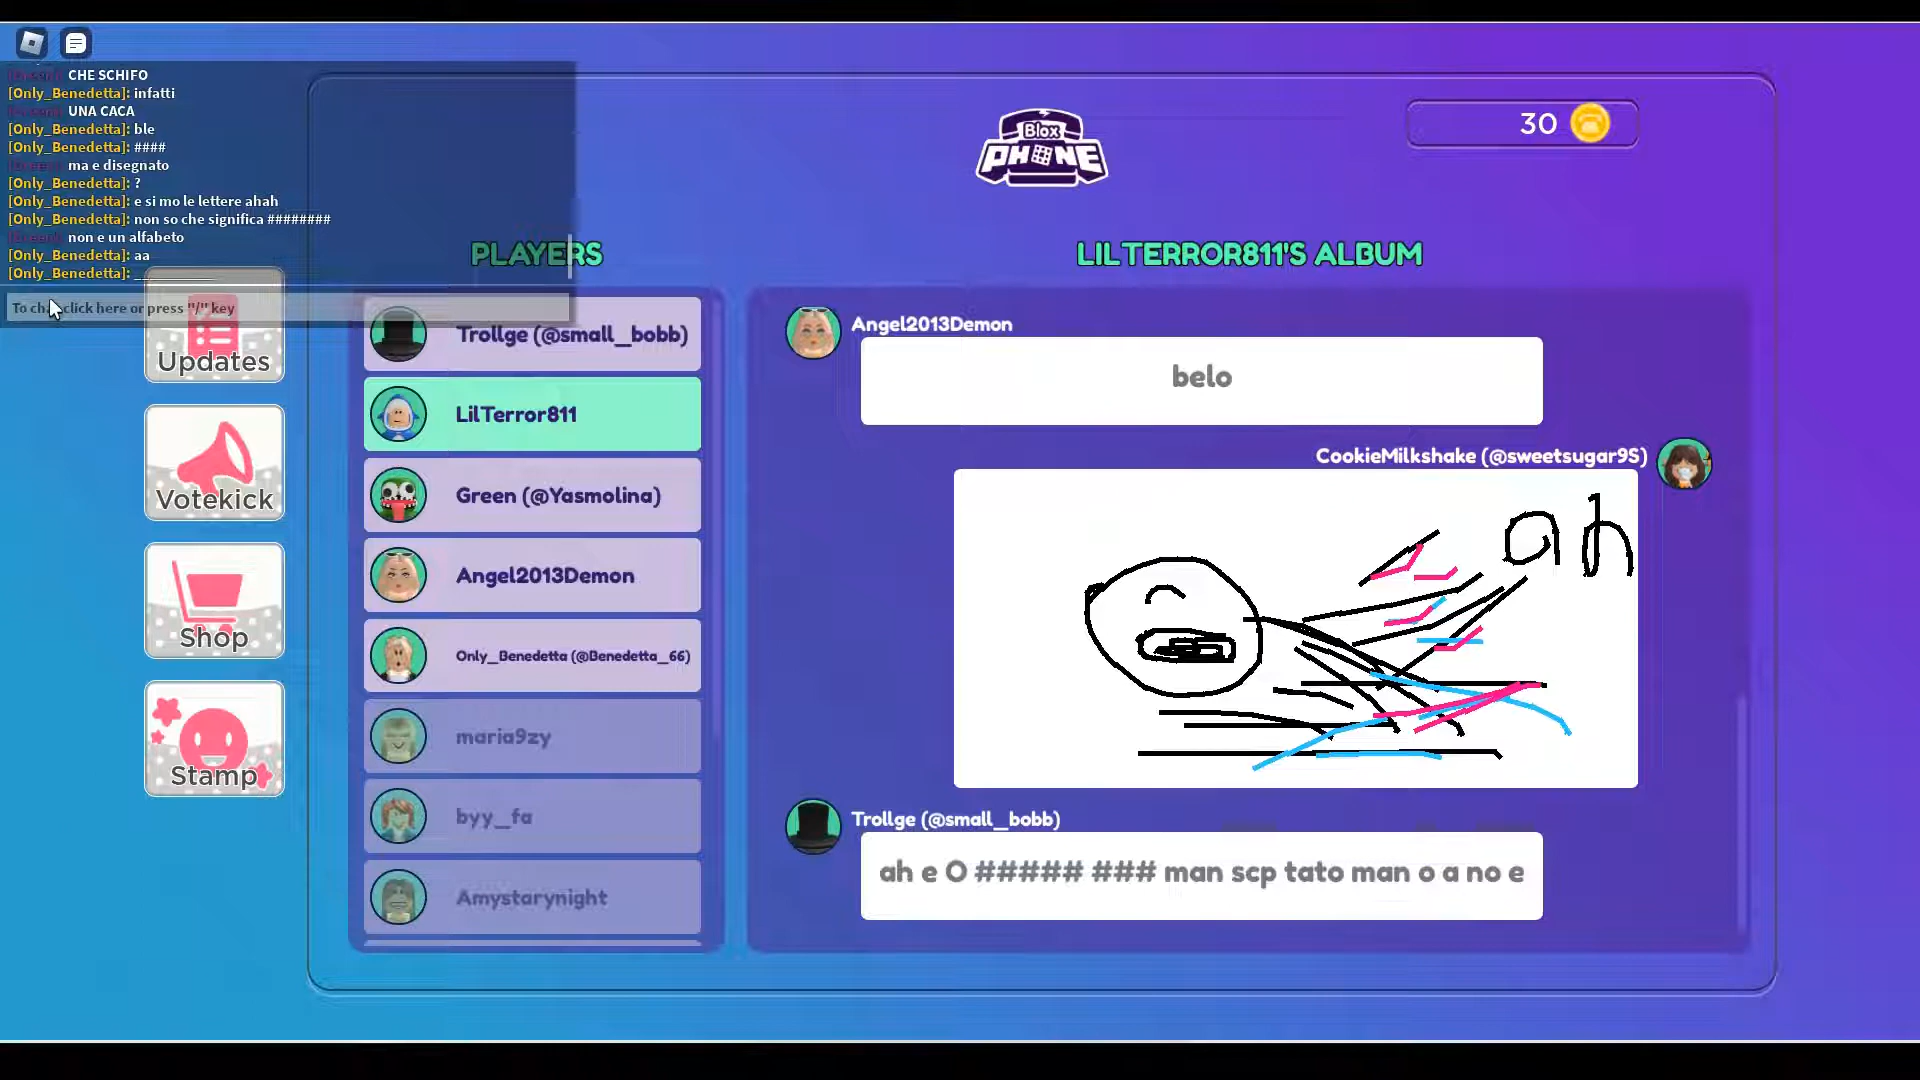 CHE SCHIFO
[Only_Benedetta]: infatti
UNA CACA
[Only_Benedetta]: ble
[Only_Benedetta]: ####
ma e disegnato
[Only_Benedetta]: ?
[Only_Benedetta]: e si mo le lettere ahah
[Only_Benedetta]: non so che significa ########
non e un alfabeto
[Only_Benedetta]: aa
[Only_Benedetta]: _______________
To chat click here or press "/" key
Updates
Votekick
Shop
Stamp
Blox
PHONE
30
PLAYERS
Trollge (@small_bobb)
LilTerror811
Green (@Yasmolina)
Angel2013Demon
Only_Benedetta (@Benedetta_66)
maria9zy
byy_fa
Amystarynight
LILTERROR811'S ALBUM
Angel2013Demon
belo
CookieMilkshake (@sweetsugar9S)
ah
Trollge (@small_bobb)
ah e O ##### ### man scp tato man o a no e